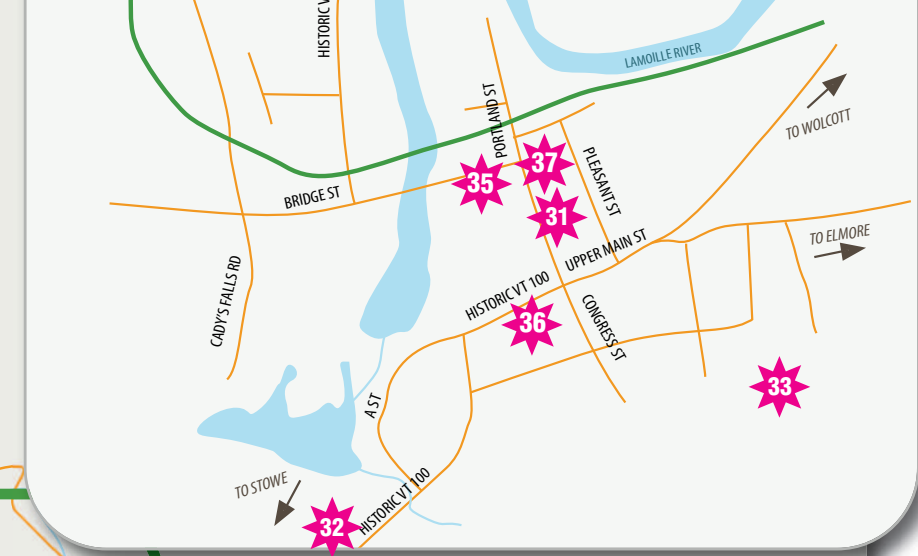 HISTORIC V
LAMOILLE RIVER
PORTLAND ST
TO WOLCOTT
37
35
PLEASANT ST
BRIDGE ST
31
UPPER MAIN ST
TO ELMORE
CADY'S FALLS RD
HISTORIC VT 100
36
CONGRESS ST
33
A ST
TO STOWE
HISTORIC VT 100
32